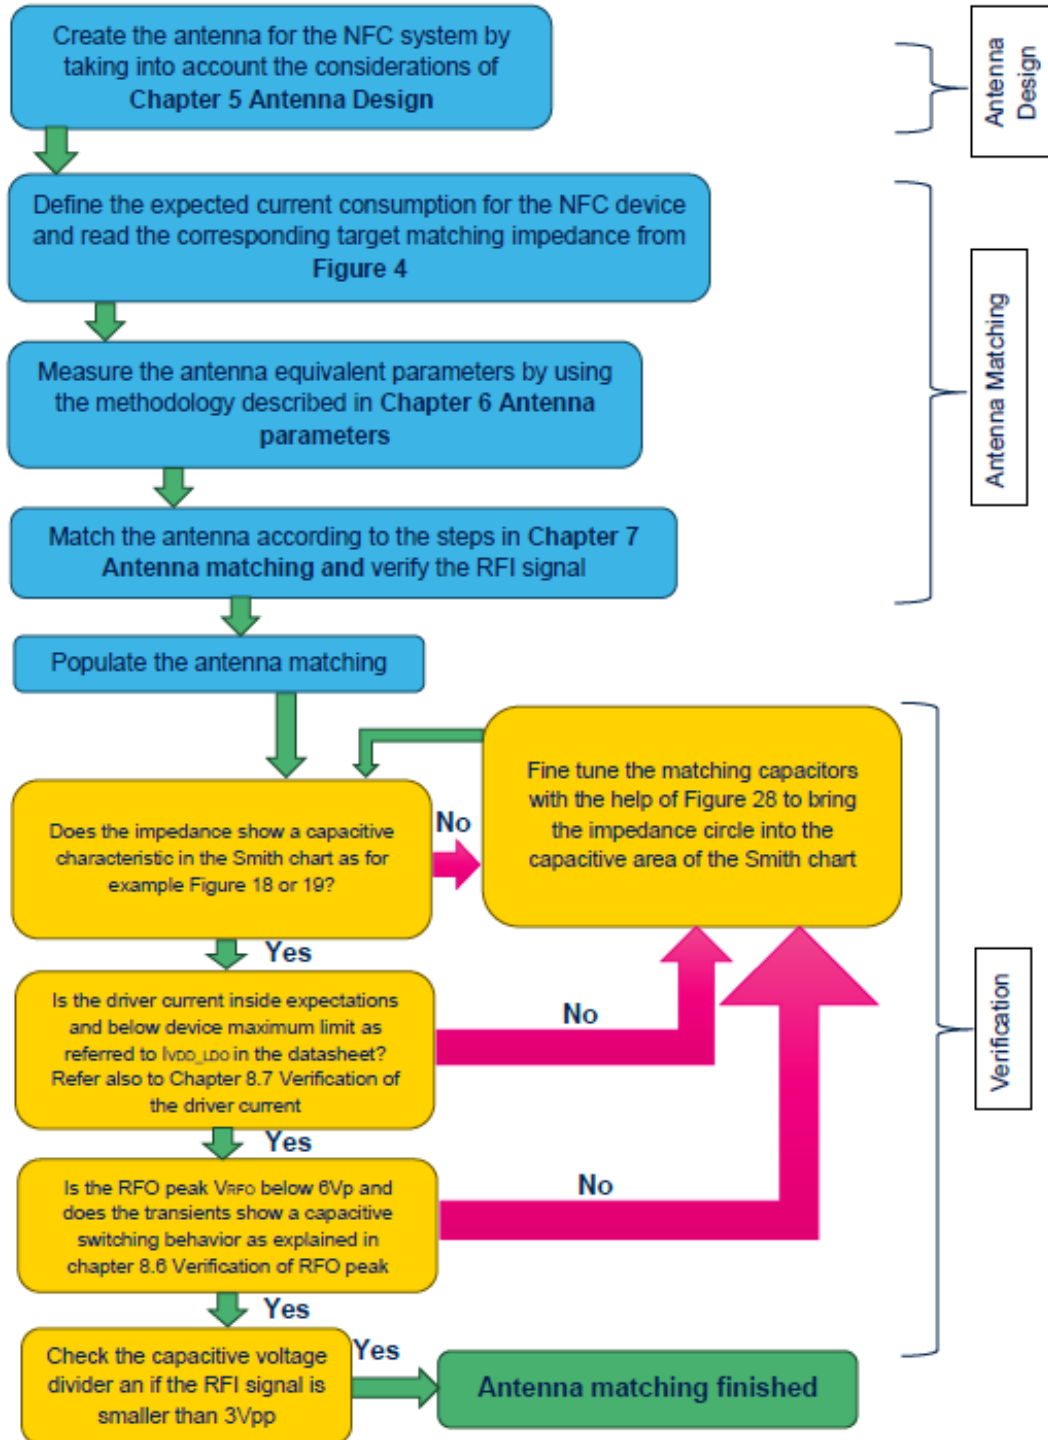 Create the antenna for the NFC system by
taking into account the considerations of
Chapter 5 Antenna Design
Antenna
Design
Define the expected current consumption for the NFC device
and read the corresponding target matching impedance from
Figure 4
Measure the antenna equivalent parameters by using
the methodology described in Chapter 6 Antenna
parameters
Antenna Matching
Match the antenna according to the steps in Chapter 7
Antenna matching and verify the RFI signal
Populate the antenna matching
Fine tune the matching capacitors
with the help of Figure 28 to bring
the impedance circle into the
capacitive area of the Smith chart
Does the impedance show a capacitive
characteristic in the Smith chart as for
example Figure 18 or 19?
No
Yes
Is the driver current inside expectations
and below device maximum limit as
referred to IVDD_LDO in the datasheet?
Refer also to Chapter 8.7 Verification of
the driver current
No
Yes
Verification
Is the RFO peak VRFO below 6Vp and
does the transients show a capacitive
switching behavior as explained in
chapter 8.6 Verification of RFO peak
No
Yes
Check the capacitive voltage
divider an if the RFI signal is
smaller than 3Vpp
Yes
Antenna matching finished